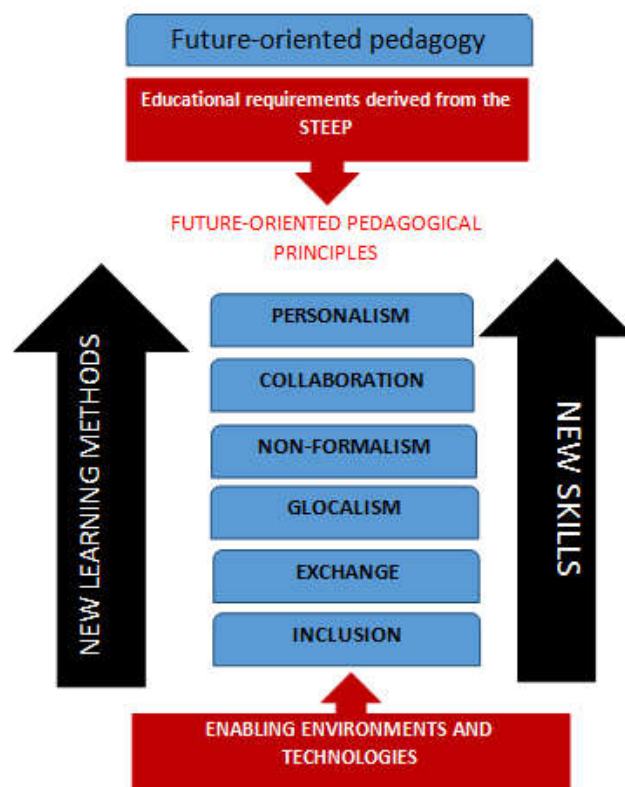 Future-oriented pedagogy
Educational requirements derived from the
STEEP
FUTURE-ORIENTED PEDAGOGICAL
PRINCIPLES
NEW LEARNING METHODS
PERSONALISM
COLLABORATION
NON-FORMALISM
GLOCALISM
EXCHANGE
INCLUSION
NEW SKILLS
ENABLING ENVIRONMENTS AND
TECHNOLOGIES